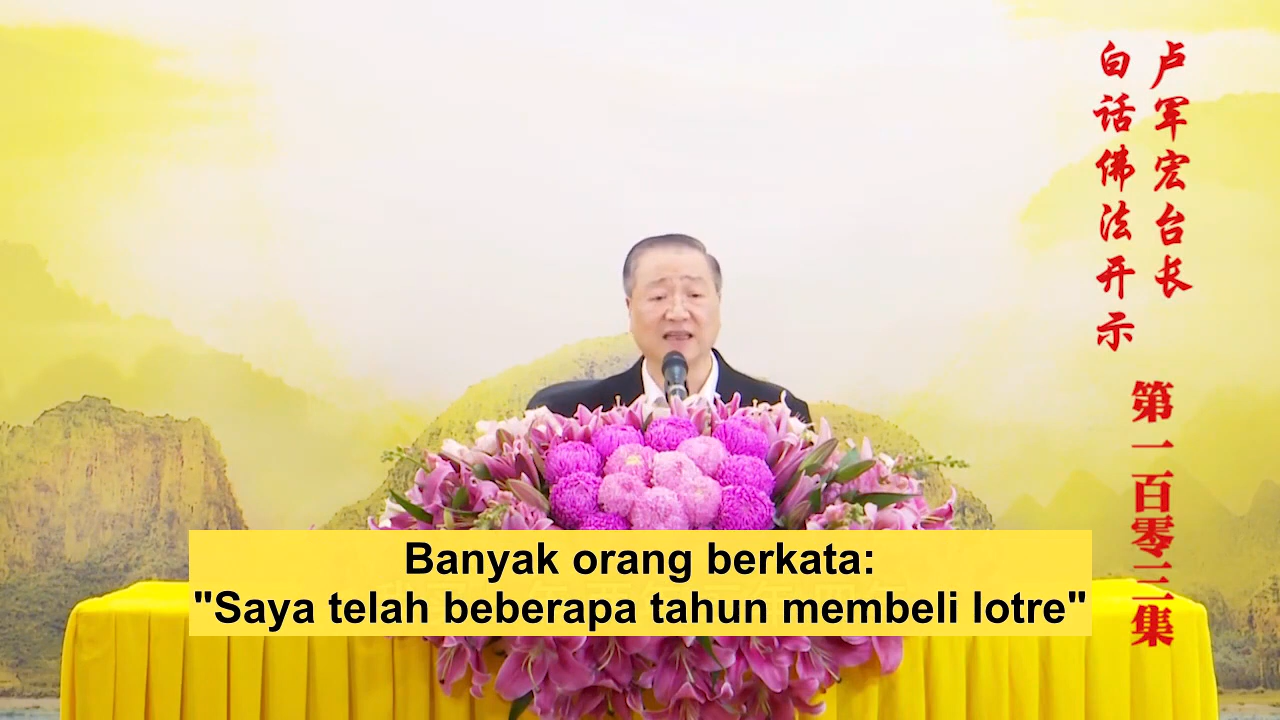 卢军宏台长
白话佛法开示
第一百零三集
Banyak orang berkata:
"Saya telah beberapa tahun membeli lotre"